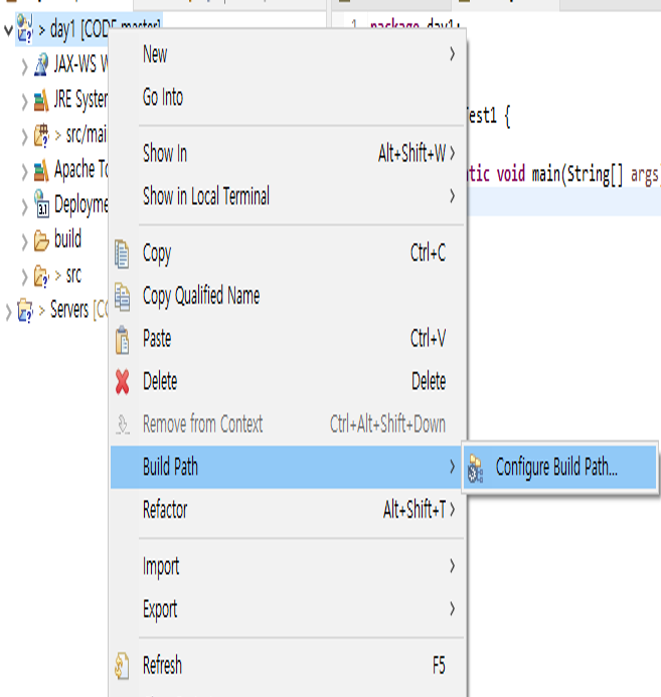 > day1 [CODE master]
package day1;
1
JAX-WS W
JRE System
> src/mai
Apache To
Deployme
build
> src
> Servers [CO
Test1 {
tic void main(String[] args
New
Go Into
Show In Alt+Shift+W >
Show in Local Terminal
Copy Ctrl+C
Copy Qualified Name
Paste Ctrl+V
Delete Delete
Remove from Context Ctrl+Alt+Shift+Down
Build Path
Configure Build Path...
Refactor Alt+Shift+T >
Import
Export
Refresh F5